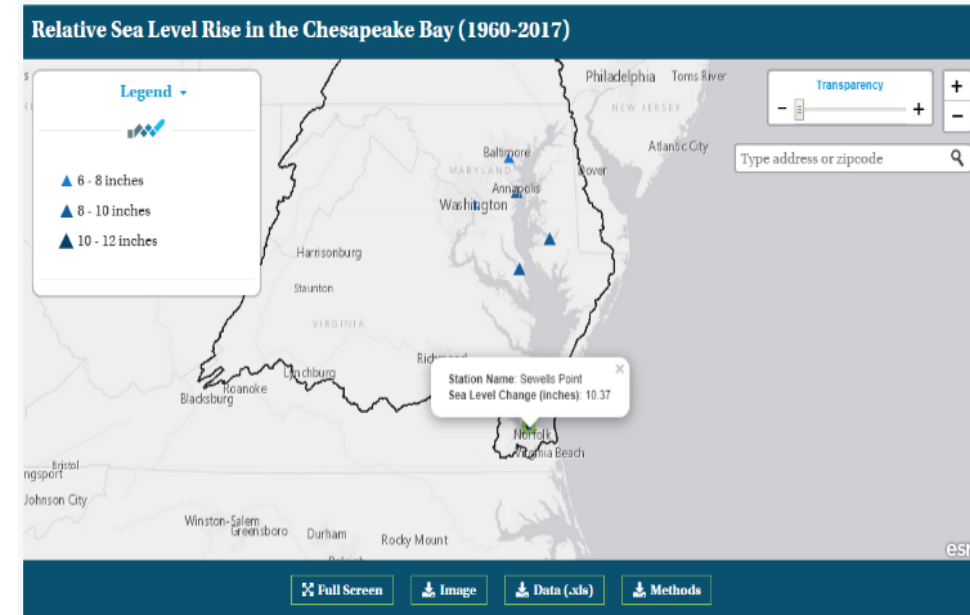 Relative Sea Level Rise in the Chesapeake Bay (1960-2017)
Legend
6 - 8 inches
8 - 10 inches
10 - 12 inches
Philadelphia
Toms River
NEW JERSEY
Transparency
- +
+
-
Type address or zipcode
Baltimore
MARYLAND
Atlantic City
Dover
Annapolis
Washington
Harrisonburg
Staunton
VIRGINIA
Lynchburg
Roanoke
Blacksburg
Station Name: Sewells Point
Sea Level Change (inches): 10.37
×
Norfolk
Virginia Beach
Bristol
ngsport
Johnson City
Winston-Salem
Greensboro
Durham
Rocky Mount
esri
Full Screen
Image
Data (.xls)
Methods